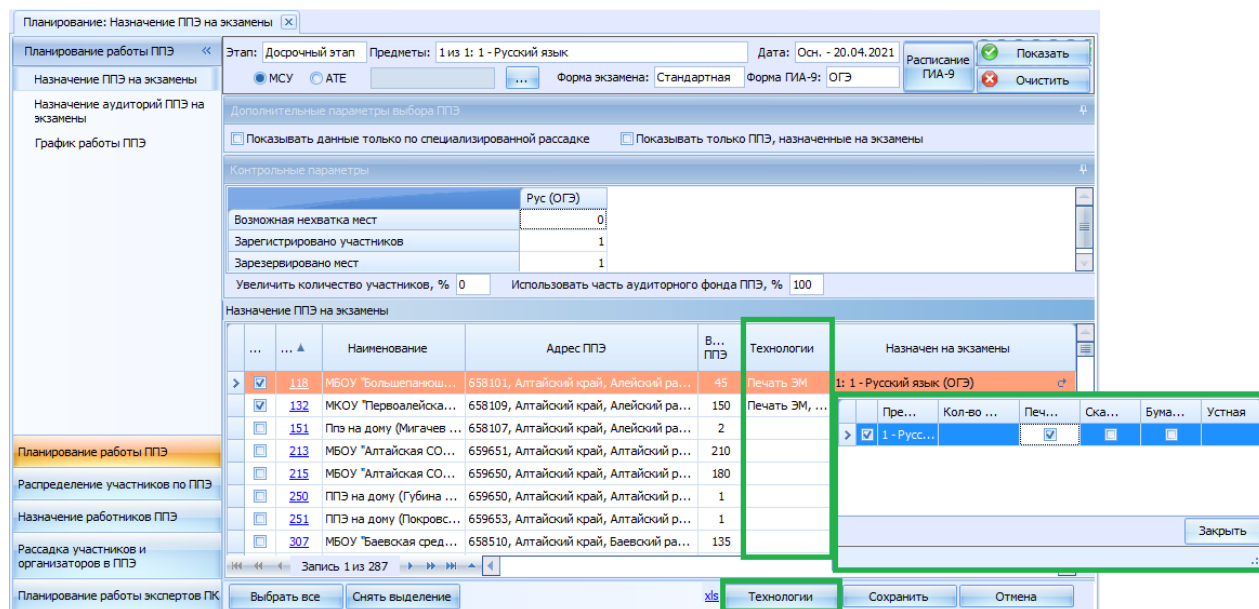 Планирование: Назначение ППЭ на экзамены
Планирование работы ППЭ
Назначение ППЭ на экзамены
Назначение аудиторий ППЭ на
экзамены
График работы ППЭ
Планирование работы ППЭ
Распределение участников по ППЭ
Назначение работников ППЭ
Рассадка участников и
организаторов в ППЭ
Планирование работы экспертов ПК
Этап: Досрочный этап Предметы: 1 из 1: 1 - Русский язык Дата: Осн. - 20.04.2021
МСУ АТЕ ... Форма экзамена: Стандартная Форма ГИА-9: ОГЭ
Расписание
ГИА-9
Показать
Очистить
Дополнительные параметры выбора ППЭ
Показывать данные только по специализированной рассадке Показывать только ППЭ, назначенные на экзамены
Контрольные параметры
Рус (ОГЭ)
Возможная нехватка мест 0
Зарегистрировано участников 1
Зарезервировано мест 1
Увеличить количество участников, % 0 Использовать часть аудиторного фонда ППЭ, % 100
Назначение ППЭ на экзамены
... ... Наименование Адрес ППЭ В... ППЭ Технологии Назначен на экзамены
118 МБОУ "Большепанюш... 658101, Алтайский край, Алейский ра... 45 Печать ЭМ 1: 1 - Русский язык (ОГЭ)
132 МКОУ "Первоалейска... 658109, Алтайский край, Алейский ра... 150 Печать ЭМ, ...
151 Ппэ на дому (Мигачев ... 658107, Алтайский край, Алейский ра... 2
213 МБОУ "Алтайская СО... 659651, Алтайский край, Алтайский р... 210
215 МБОУ "Алтайская СО... 659650, Алтайский край, Алтайский р... 180
250 ППЭ на дому (Губина ... 659650, Алтайский край, Алтайский р... 1
251 ППЭ на дому (Покровс... 659653, Алтайский край, Алтайский р... 1
307 МБОУ "Баевская сред... 658510, Алтайский край, Баевский ра... 135
Запись 1 из 287
Выбрать все Снять выделение xls Технологии Сохранить Отмена
Пре... Кол-во ... Печ... Ска... Бума... Устная
1 - Русс...
Закрыть